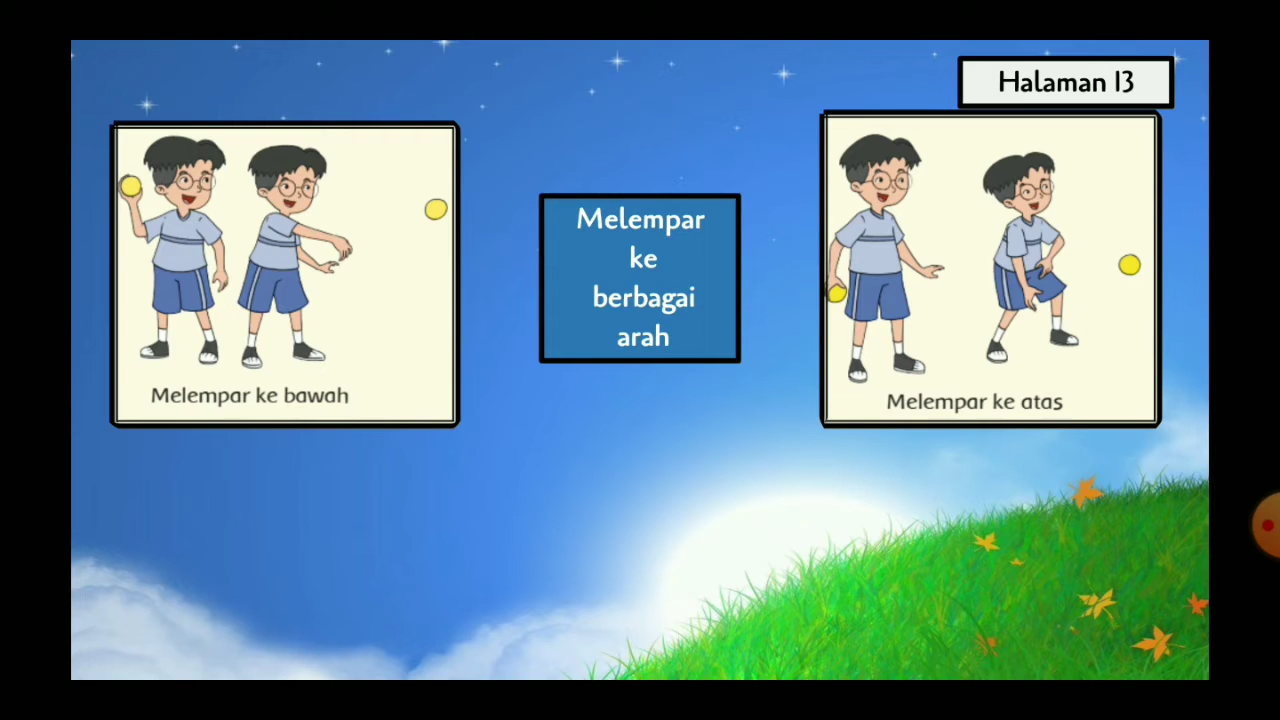 Halaman 13
Melempar
ke
berbagai
arah
Melempar ke bawah
Melempar ke atas